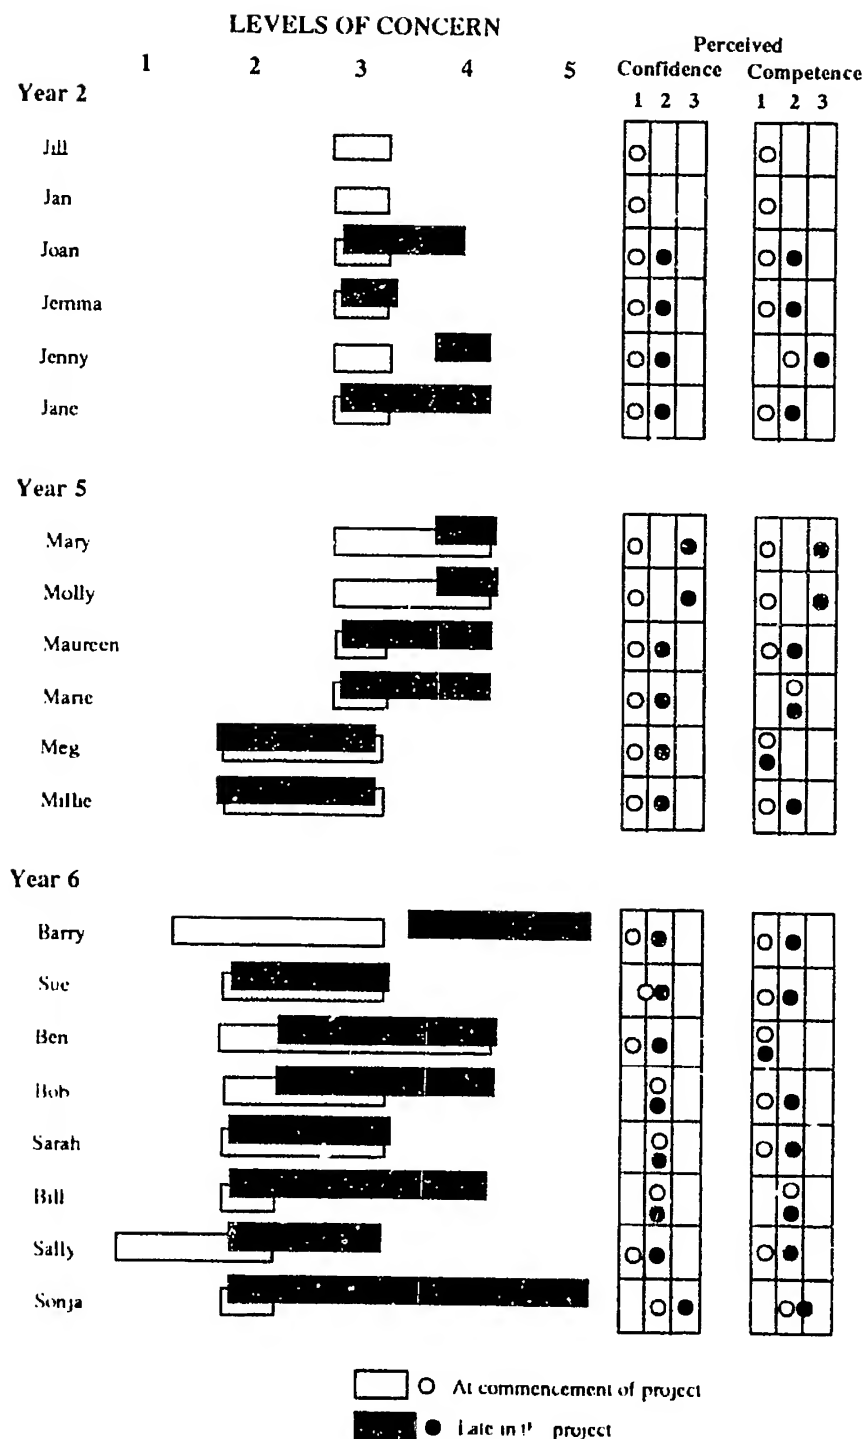 LEVELS OF CONCERN
Perceived
1 2 3 4 5 Confidence Competence
Year 2 1 2 3 1 2 3
Jill
Jan
Joan
Jemma
Jenny
Jane
Year 5
Mary
Molly
Maureen
Marie
Meg
Millie
Year 6
Barry
Sue
Ben
Bob
Sarah
Bill
Sally
Sonja
At commencement of project
Late in th project